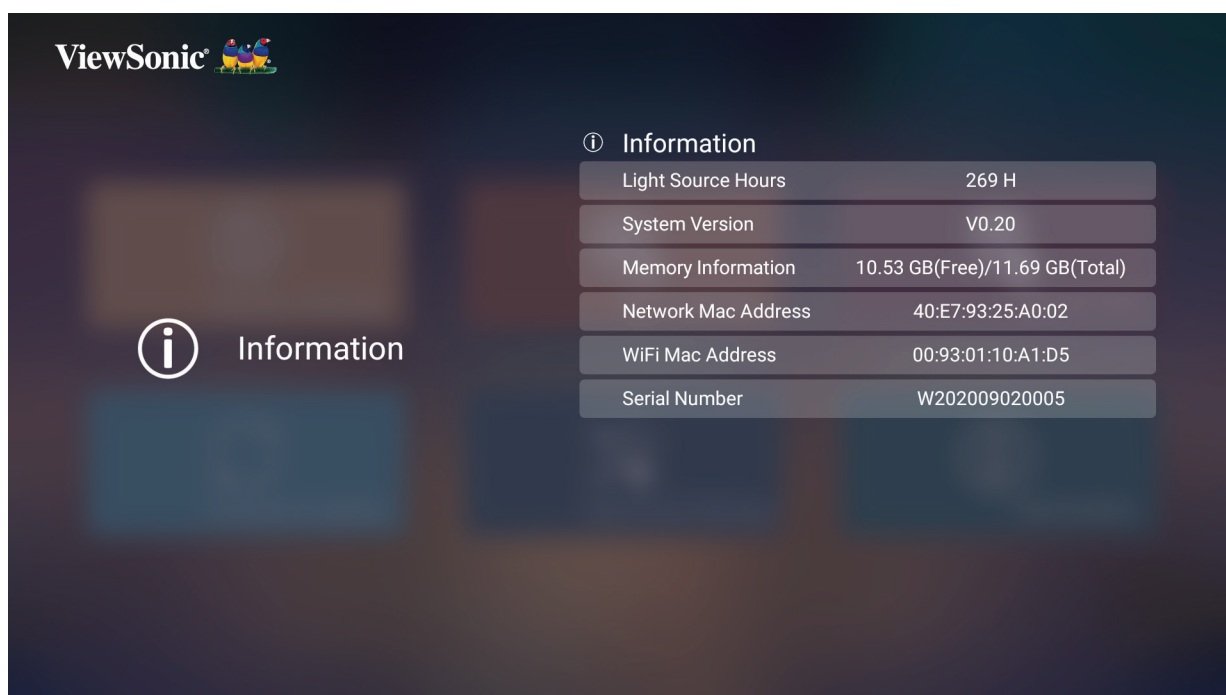 ViewSonic®
Information
Information
Light Source Hours 269 H
System Version V0.20
Memory Information 10.53 GB(Free)/11.69 GB(Total)
Network Mac Address 40:E7:93:25:A0:02
WiFi Mac Address 00:93:01:10:A1:D5
Serial Number W202009020005